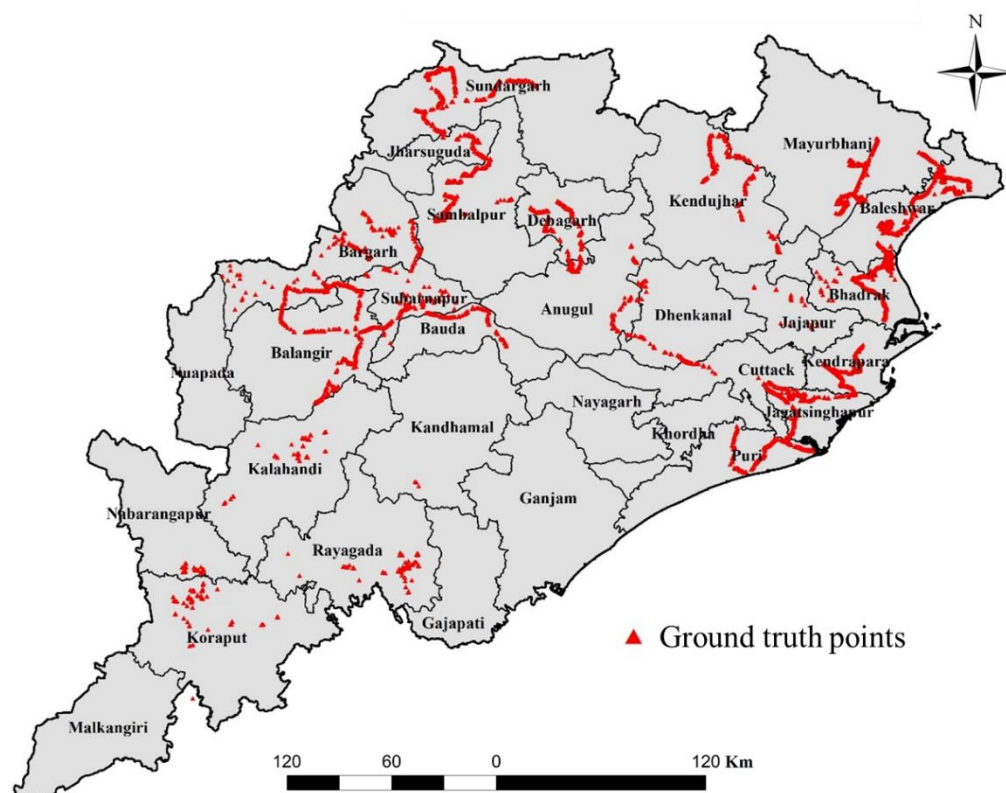 N
Sundargarh
Mayurbhanj
Jharsuguda
Kendujhar
Baleshwar
Sambalpur
Debagarh
Bargarh
Bhadrak
Subarnapur
Anugul
Dhenkanal
Jajapur
Bauda
Balangir
Nuapada
Kendrapara
Cuttack
Nayagarh
Jagatsinghapur
Kandhamal
Khordha
Puri
Kalahandi
Ganjam
Nabarangapur
Rayagada
Gajapati
Koraput
Ground truth points
Malkangiri
120 60 0 120 Km